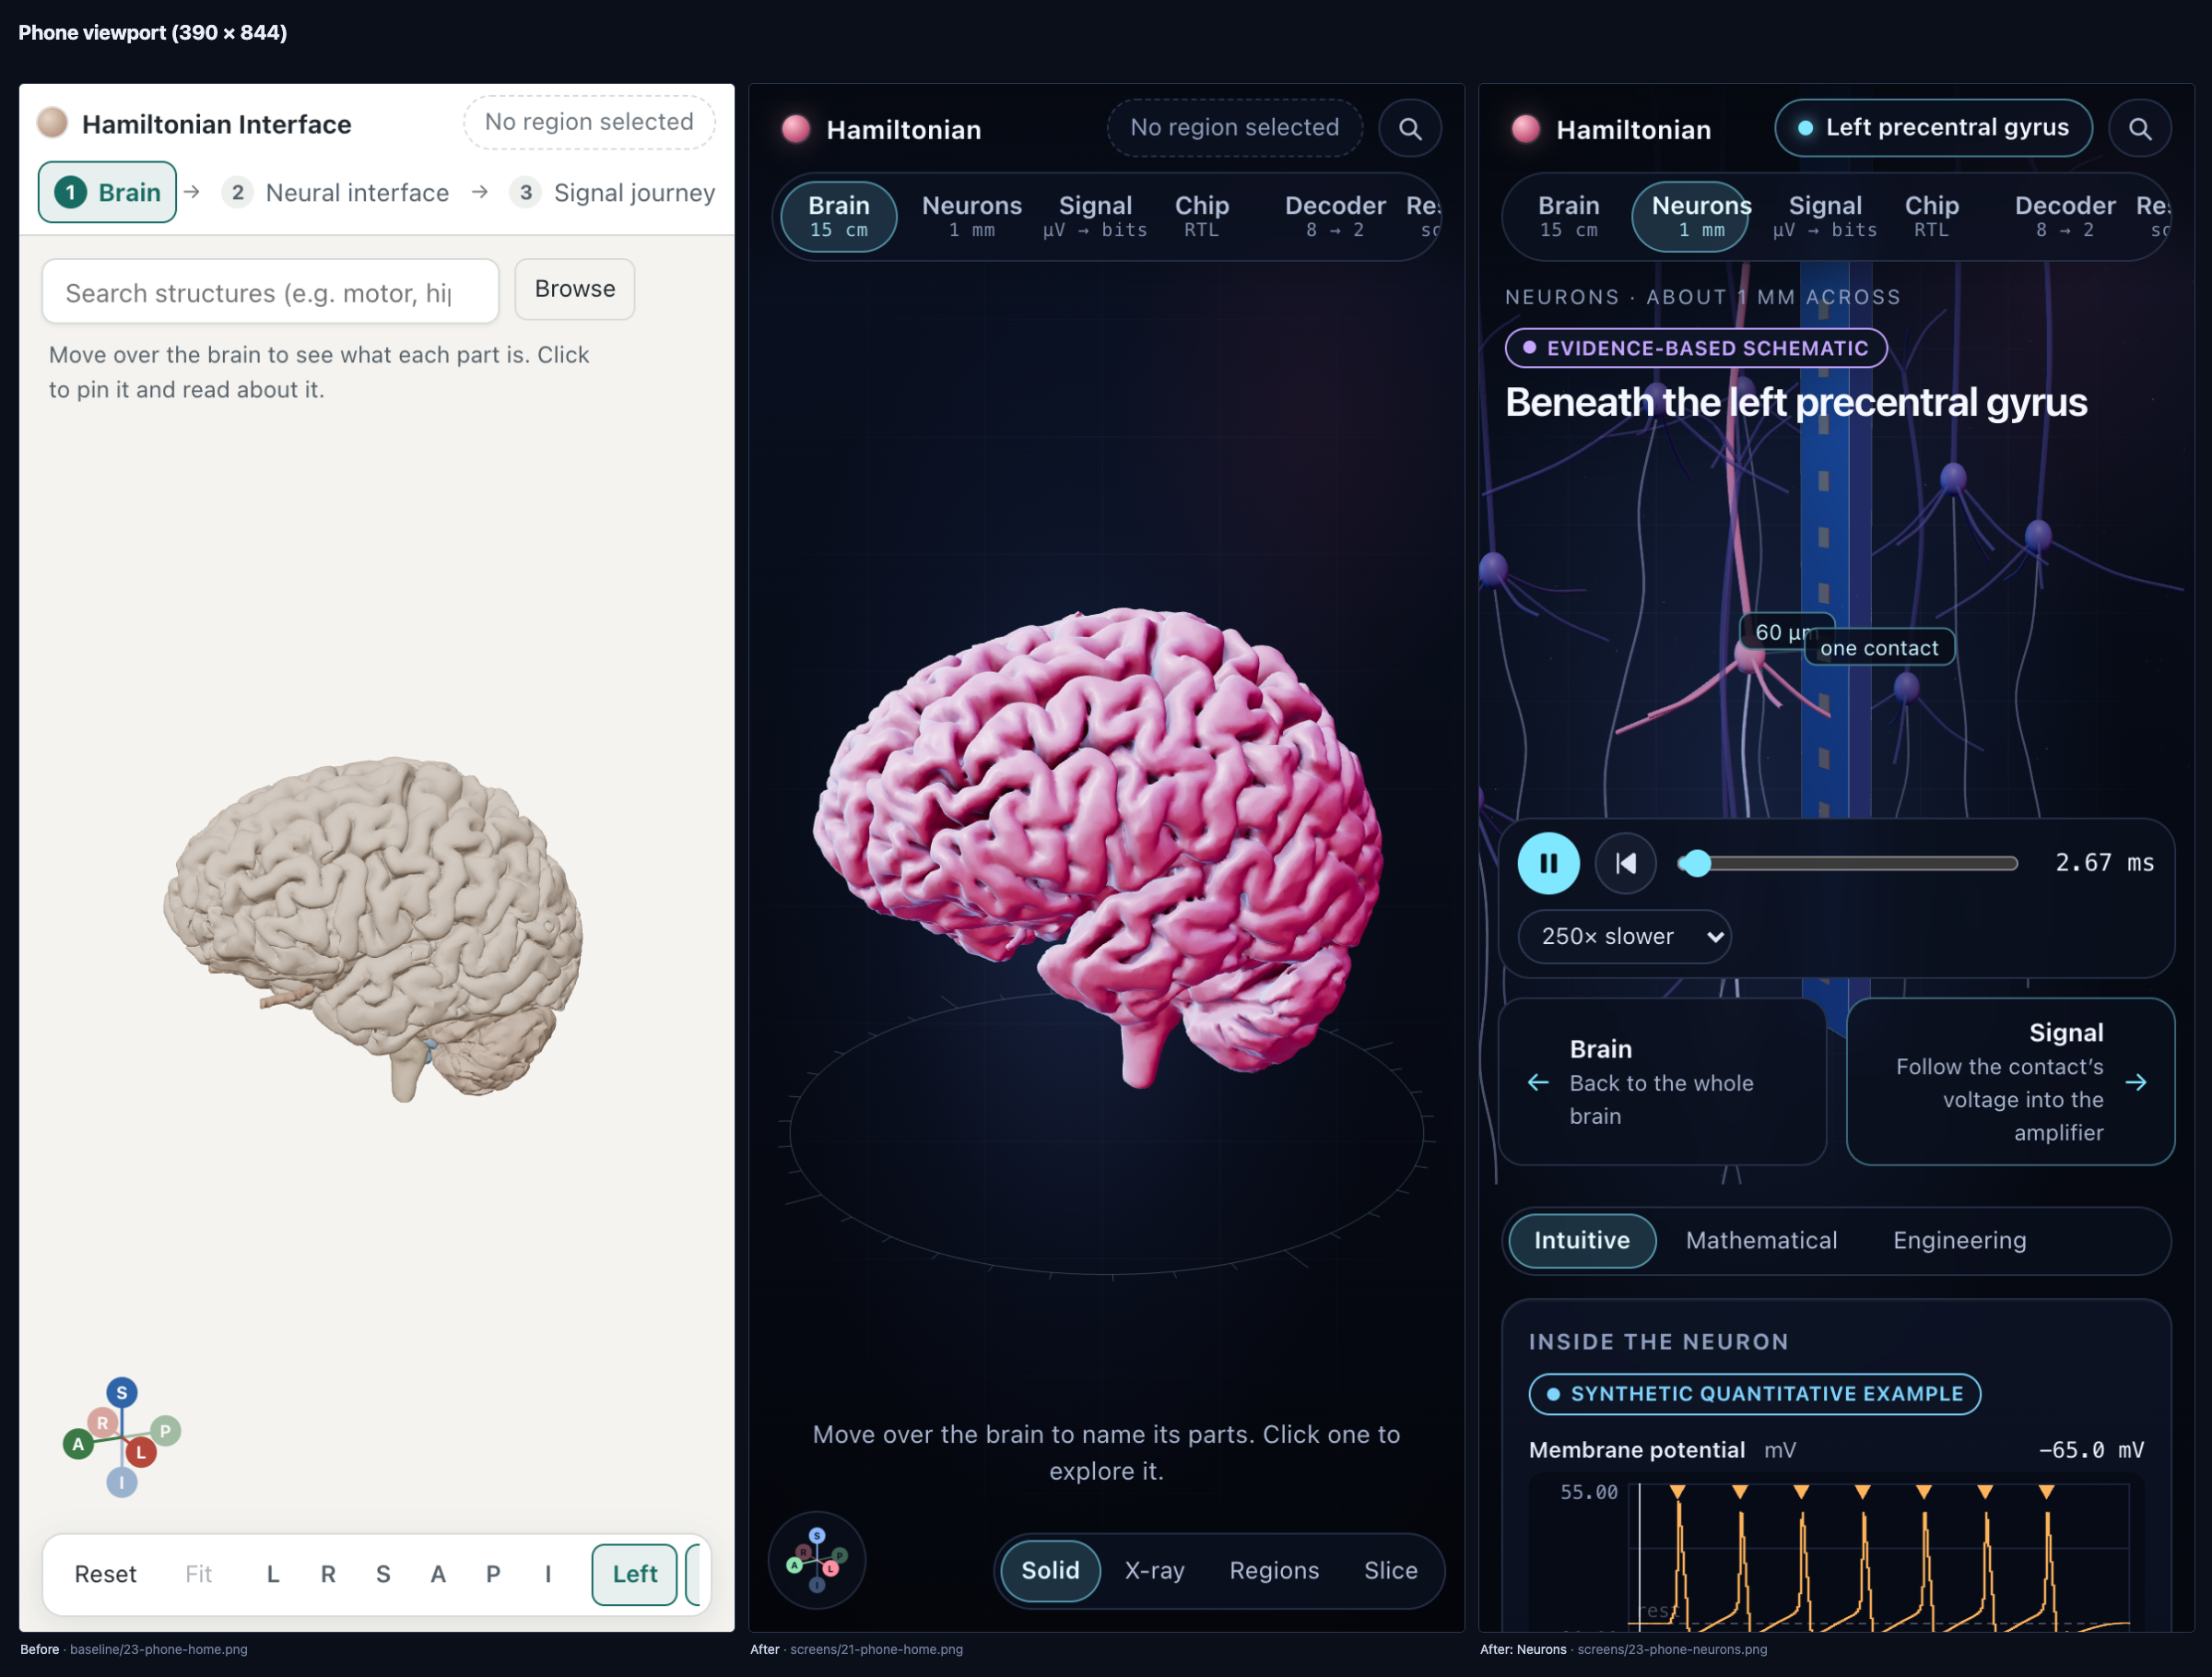 Phone viewport (390 × 844)
Hamiltonian Interface
No region selected
1 Brain → 2 Neural interface → 3 Signal journey
Search structures (e.g. motor, hi
Browse
Move over the brain to see what each part is. Click
to pin it and read about it.
S
R
P
A
L
I
Reset Fit L R S A P I Left
Before · baseline/23-phone-home.png
Hamiltonian
No region selected
Brain Neurons Signal Chip Decoder Res
15 cm 1 mm µV → bits RTL 8 → 2 sc
Move over the brain to name its parts. Click one to
explore it.
S
R
P
A
L
I
Solid X-ray Regions Slice
After · screens/21-phone-home.png
Hamiltonian
Left precentral gyrus
Brain Neurons Signal Chip Decoder Res
15 cm 1 mm µV → bits RTL 8 → 2 sc
NEURONS · ABOUT 1 MM ACROSS
EVIDENCE-BASED SCHEMATIC
Beneath the left precentral gyrus
60 µm
one contact
2.67 ms
250× slower
Brain
← Back to the whole
brain
Signal
Follow the contact’s →
voltage into the
amplifier
Intuitive Mathematical Engineering
INSIDE THE NEURON
SYNTHETIC QUANTITATIVE EXAMPLE
Membrane potential mV −65.0 mV
55.00
rest
After: Neurons · screens/23-phone-neurons.png